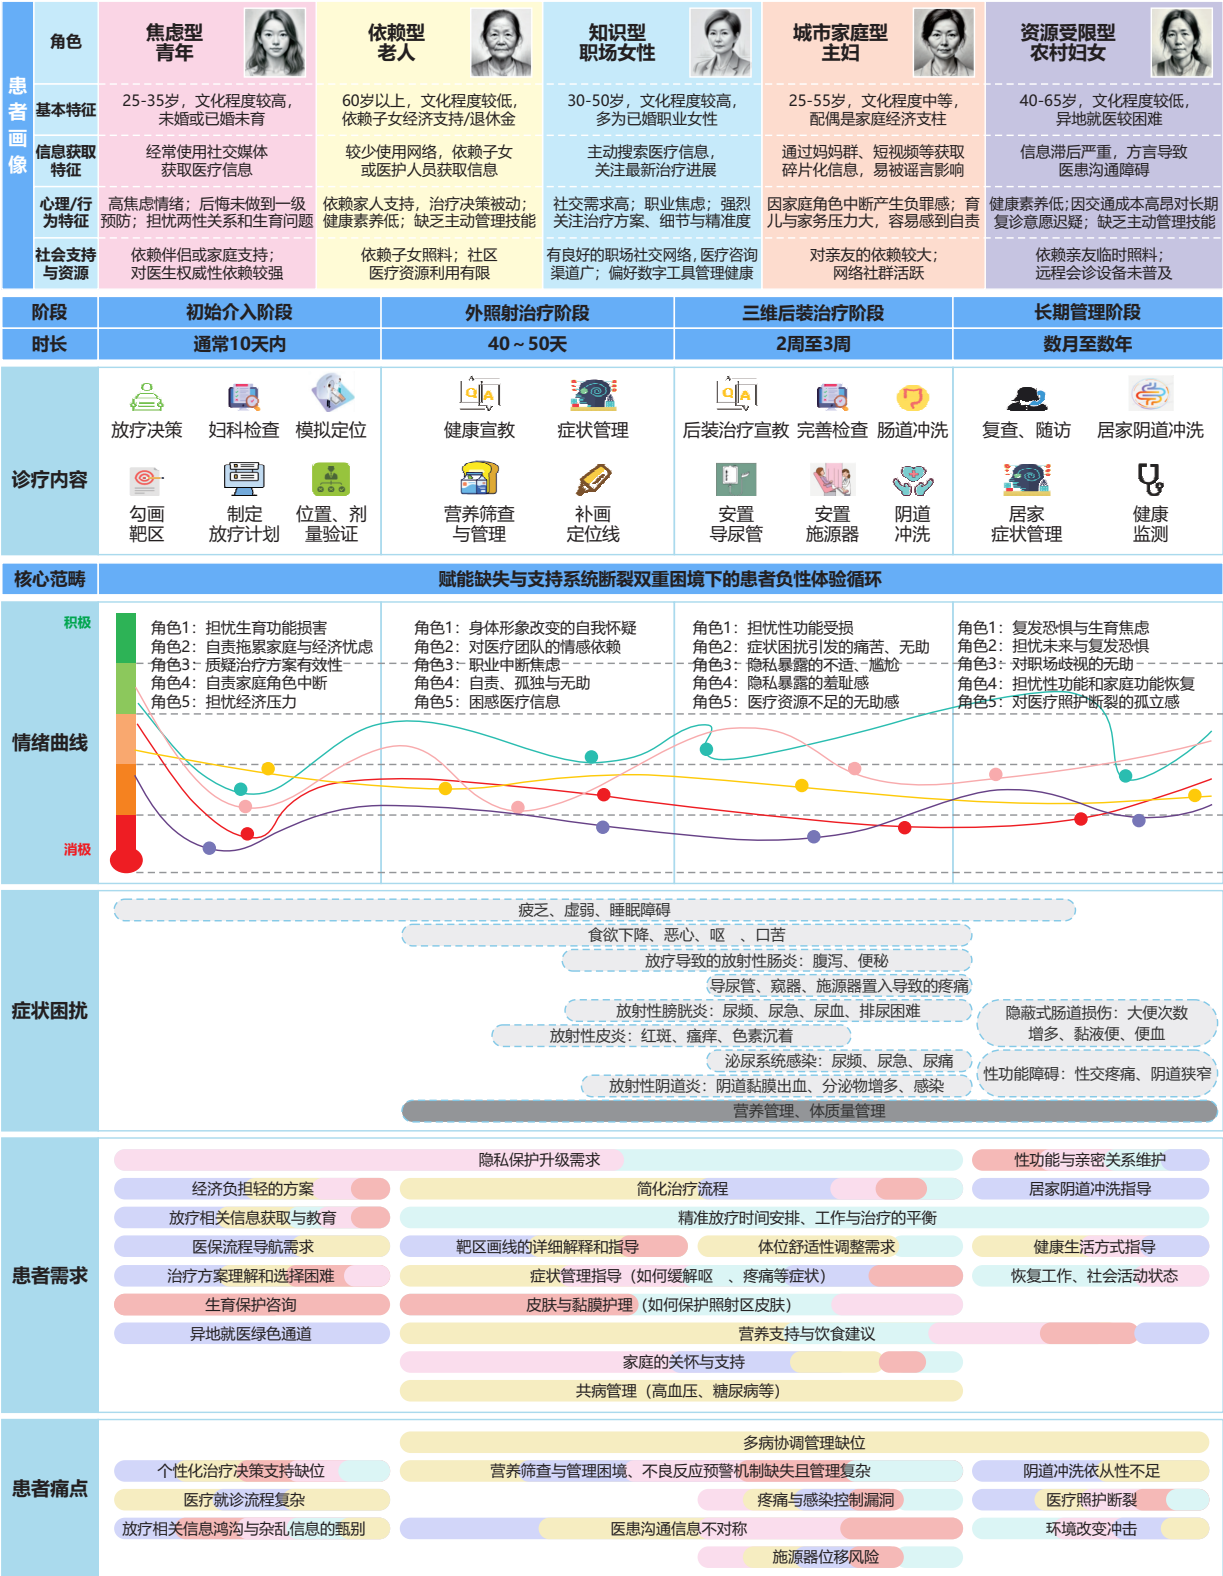 患者画像
角色
焦虑型
青年
依赖型
老人
知识型
职场女性
城市家庭型
主妇
资源受限型
农村妇女
基本特征
25-35岁，文化程度较高，
未婚或已婚未育
60岁以上，文化程度较低，
依赖子女经济支持/退休金
30-50岁，文化程度较高，
多为已婚职业女性
25-55岁，文化程度中等，
配偶是家庭经济支柱
40-65岁，文化程度较低，
异地就医较困难
信息获取
特征
经常使用社交媒体
获取医疗信息
较少使用网络，依赖子女
或医护人员获取信息
主动搜索医疗信息，
关注最新治疗进展
通过妈妈群、短视频等获取
碎片化信息，易被谣言影响
信息滞后严重，方言导致
医患沟通障碍
心理/行
为特征
高焦虑情绪；后悔未做到一级
预防；担忧两性关系和生育问题
依赖家人支持，治疗决策被动；
健康素养低；缺乏主动管理技能
社交需求高；职业焦虑；强烈
关注治疗方案、细节与精准度
因家庭角色中断产生负罪感；育
儿与家务压力大，容易感到自责
健康素养低；因交通成本高昂对长期
复诊意愿迟疑；缺乏主动管理技能
社会支持
与资源
依赖伴侣或家庭支持；
对医生权威性依赖较强
依赖子女照料；社区
医疗资源利用有限
有良好的职场社交网络，医疗咨询
渠道广；偏好数字工具管理健康
对亲友的依赖较大；
网络社群活跃
依赖亲友临时照料；
远程会诊设备未普及
阶段
初始介入阶段
外照射治疗阶段
三维后装治疗阶段
长期管理阶段
时长
通常10天内
40～50天
2周至3周
数月至数年
诊疗内容
放疗决策
妇科检查
模拟定位
勾画
靶区
制定
放疗计划
位置、剂
量验证
Q A
健康宣教
症状管理
营养筛查
与管理
补画
定位线
Q A
后装治疗宣教
完善检查
肠道冲洗
安置
导尿管
安置
施源器
阴道
冲洗
复查、随访
居家阴道冲洗
居家
症状管理
健康
监测
核心范畴
赋能缺失与支持系统断裂双重困境下的患者负性体验循环
情绪曲线
积极
消极
角色1：担忧生育功能损害
角色2：自责拖累家庭与经济忧虑
角色3：质疑治疗方案有效性
角色4：自责家庭角色中断
角色5：担忧经济压力
角色1：身体形象改变的自我怀疑
角色2：对医疗团队的情感依赖
角色3：职业中断焦虑
角色4：自责、孤独与无助
角色5：困惑医疗信息
角色1：担忧性功能受损
角色2：症状困扰引发的痛苦、无助
角色3：隐私暴露的不适、尴尬
角色4：隐私暴露的羞耻感
角色5：医疗资源不足的无助感
角色1：复发恐惧与生育焦虑
角色2：担忧未来与复发恐惧
角色3：对职场歧视的无助
角色4：担忧性功能和家庭功能恢复
角色5：对医疗照护断裂的孤立感
症状困扰
疲乏、虚弱、睡眠障碍
食欲下降、恶心、呕 、口苦
放疗导致的放射性肠炎：腹泻、便秘
导尿管、窥器、施源器置入导致的疼痛
放射性膀胱炎：尿频、尿急、尿血、排尿困难
放射性皮炎：红斑、瘙痒、色素沉着
泌尿系统感染：尿频、尿急、尿痛
放射性阴道炎：阴道黏膜出血、分泌物增多、感染
营养管理、体质量管理
隐蔽式肠道损伤：大便次数
增多、黏液便、便血
性功能障碍：性交疼痛、阴道狭窄
患者需求
隐私保护升级需求
性功能与亲密关系维护
经济负担轻的方案
简化治疗流程
居家阴道冲洗指导
放疗相关信息获取与教育
精准放疗时间安排、工作与治疗的平衡
医保流程导航需求
靶区画线的详细解释和指导
体位舒适性调整需求
健康生活方式指导
治疗方案理解和选择困难
症状管理指导（如何缓解呕 、疼痛等症状）
恢复工作、社会活动状态
生育保护咨询
皮肤与黏膜护理（如何保护照射区皮肤）
异地就医绿色通道
营养支持与饮食建议
家庭的关怀与支持
共病管理（高血压、糖尿病等）
患者痛点
多病协调管理缺位
个性化治疗决策支持缺位
营养筛查与管理困境、不良反应预警机制缺失且管理复杂
阴道冲洗依从性不足
医疗就诊流程复杂
疼痛与感染控制漏洞
医疗照护断裂
放疗相关信息鸿沟与杂乱信息的甄别
医患沟通信息不对称
环境改变冲击
施源器位移风险